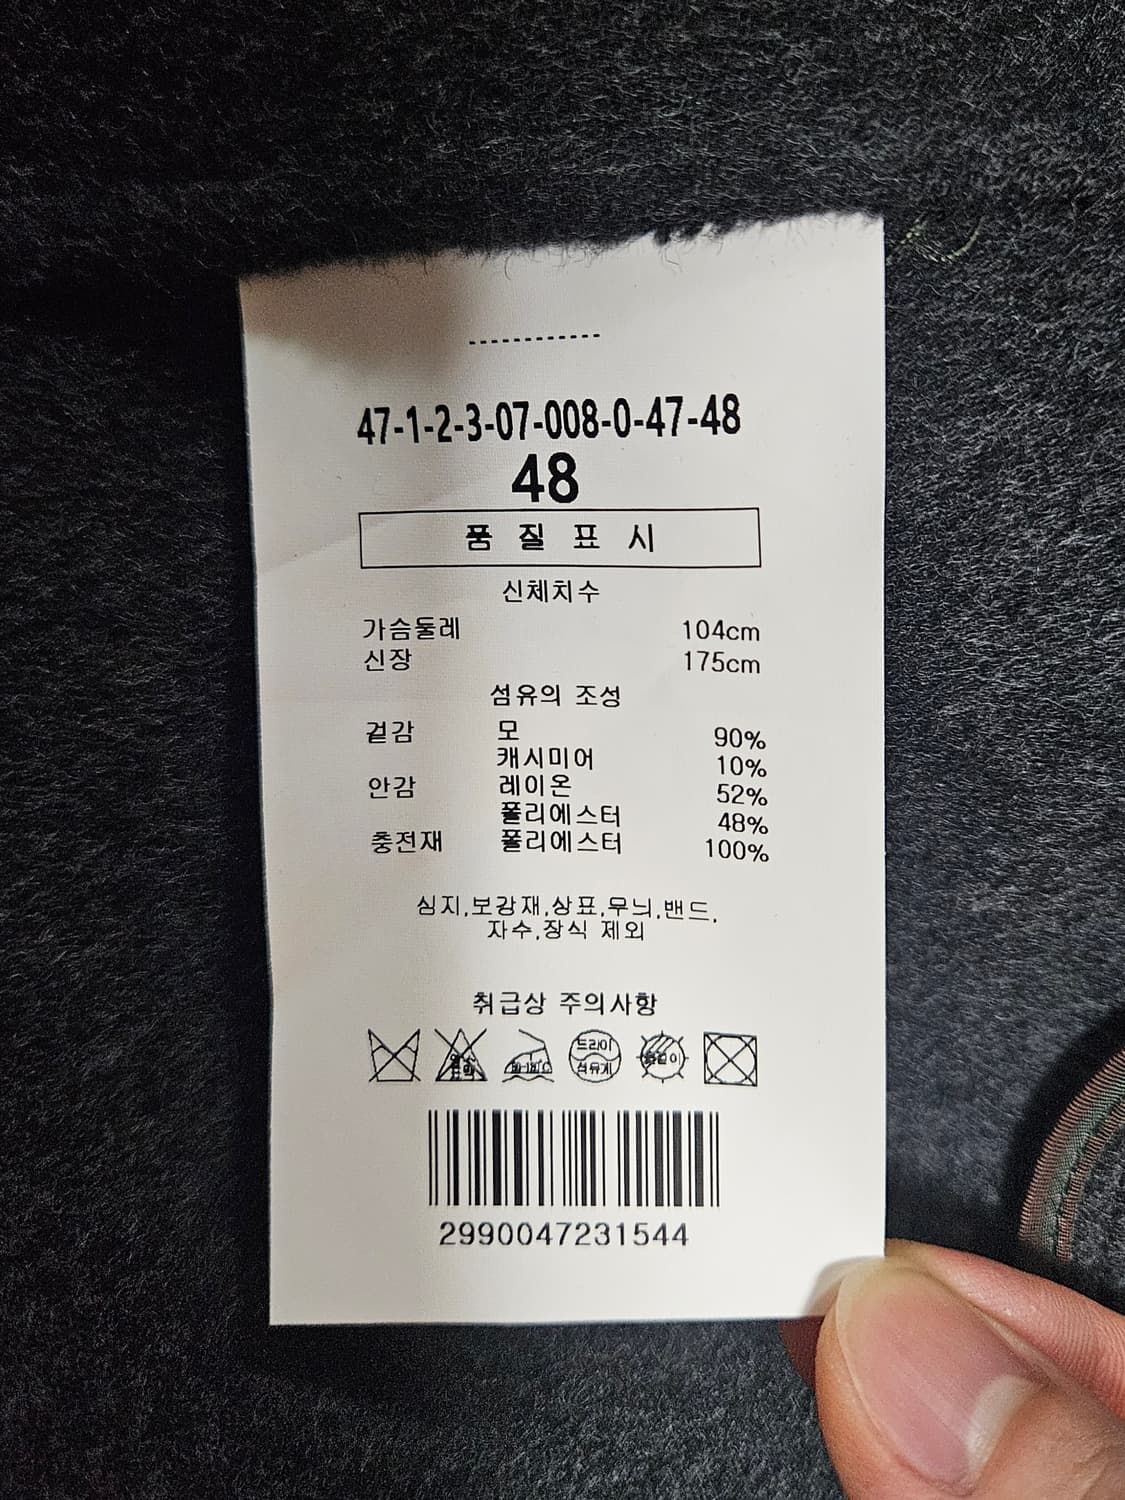 47-1-2-3-07-008-0-47-48
48
품 질 표 시
신체치수
가슴둘레 104cm
신장 175cm
섬유의 조성
겉감 모 90%
캐시미어 10%
안감 레이온 52%
폴리에스터 48%
충전재 폴리에스터 100%
심지,보강재,상표,무늬,밴드,
자수,장식 제외
취급상 주의사항
드라이
석유계
2990047231544